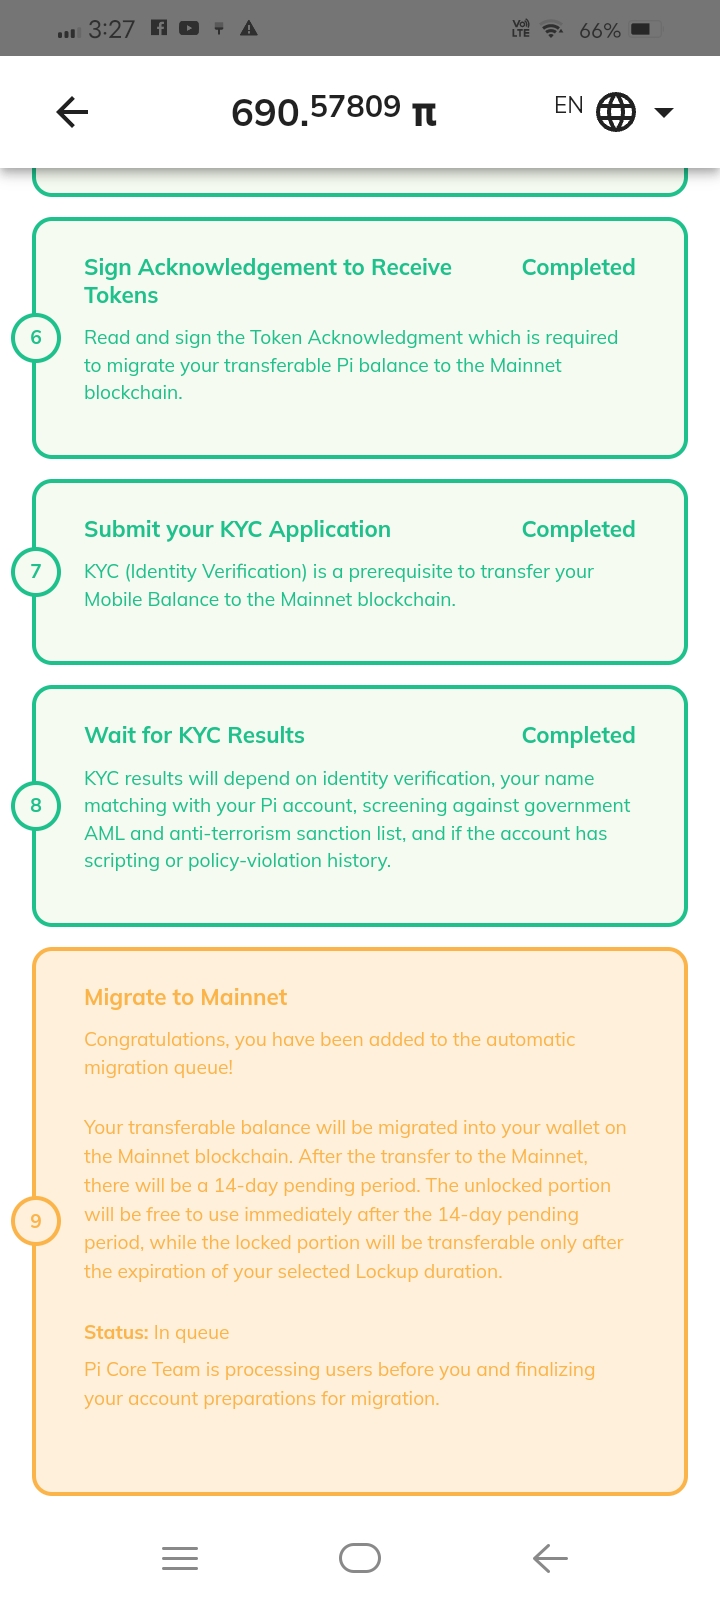 3:27 Vo) LTE 66%
690.57809 π EN
Sign Acknowledgement to Receive Completed
Tokens
6
Read and sign the Token Acknowledgment which is required
to migrate your transferable Pi balance to the Mainnet
blockchain.
Submit your KYC Application Completed
7
KYC (Identity Verification) is a prerequisite to transfer your
Mobile Balance to the Mainnet blockchain.
Wait for KYC Results Completed
8
KYC results will depend on identity verification, your name
matching with your Pi account, screening against government
AML and anti-terrorism sanction list, and if the account has
scripting or policy-violation history.
Migrate to Mainnet
Congratulations, you have been added to the automatic
migration queue!
Your transferable balance will be migrated into your wallet on
the Mainnet blockchain. After the transfer to the Mainnet,
there will be a 14-day pending period. The unlocked portion
9
will be free to use immediately after the 14-day pending
period, while the locked portion will be transferable only after
the expiration of your selected Lockup duration.
Status: In queue
Pi Core Team is processing users before you and finalizing
your account preparations for migration.